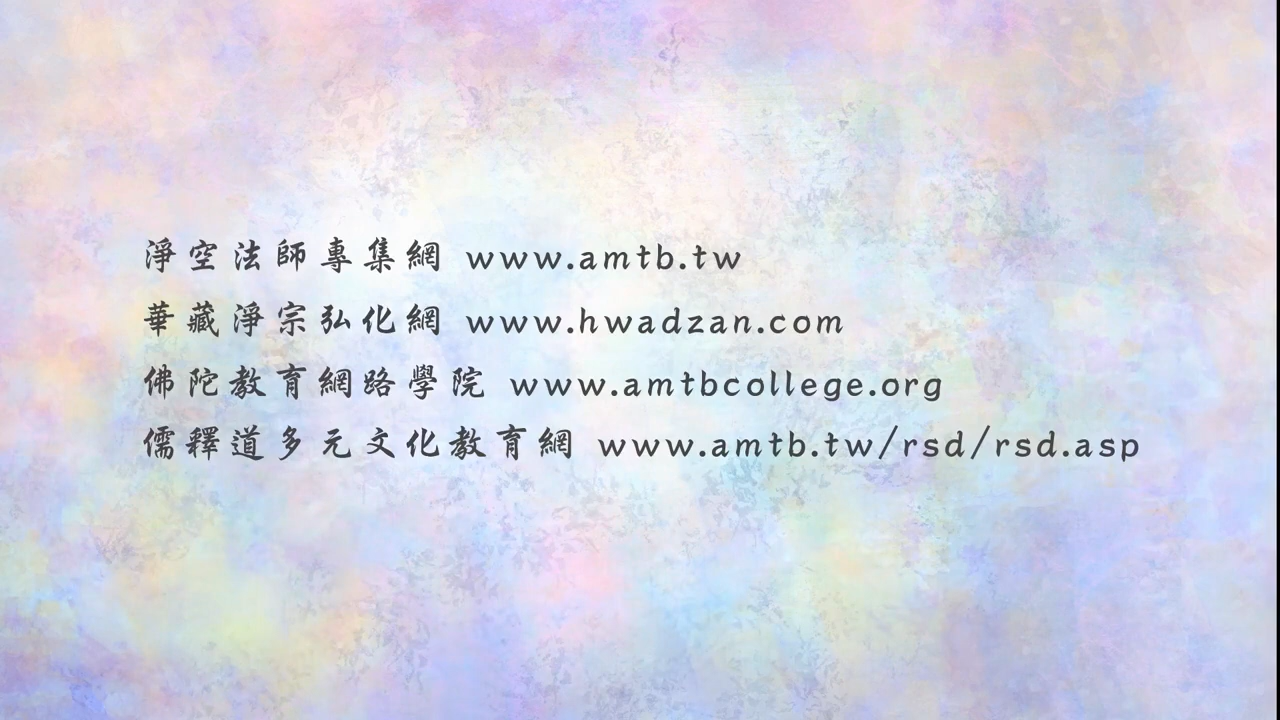 淨空法師專集網 www.amtb.tw
華藏淨宗弘化網 www.hwadzan.com
佛陀教育網路學院 www.amtbcollege.org
儒釋道多元文化教育網 www.amtb.tw/rsd/rsd.asp